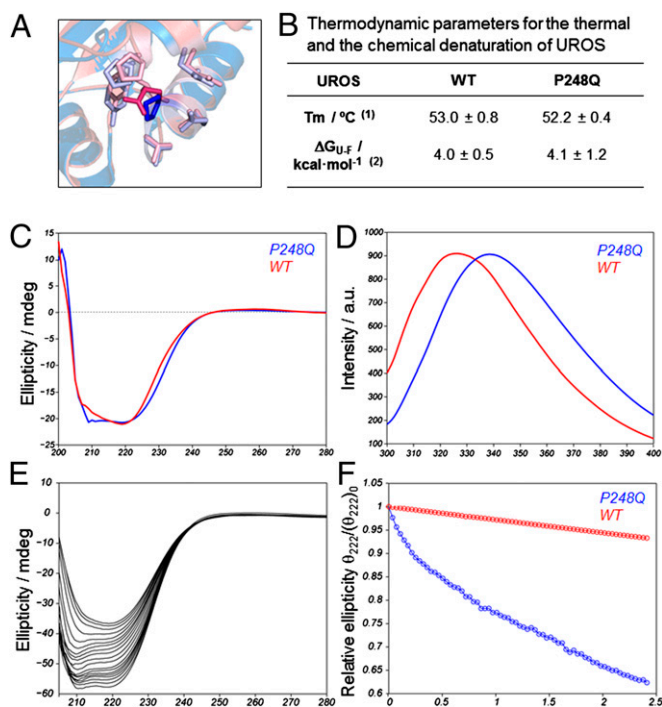 A
B Thermodynamic parameters for the thermal
and the chemical denaturation of UROS
UROS WT P248Q
Tm / ºC (1) 53.0 ± 0.8 52.2 ± 0.4
ΔG U-F /
kcal·mol-1 (2) 4.0 ± 0.5 4.1 ± 1.2
C
P248Q
WT
Ellipticity / mdeg
15
10
5
0
-5
-10
-15
-20
-25
200 210 220 230 240 250 260 270 280
D
P248Q
WT
Intensity / a.u.
1000
900
800
700
600
500
400
300
200
100
300 310 320 330 340 350 360 370 380 390 400
E
Ellipticity / mdeg
10
0
-10
-20
-30
-40
-50
-60
210 220 230 240 250 260 270 280
F
P248Q
WT
Relative ellipticity θ222/(θ222)0
1.05
1
0.95
0.9
0.85
0.8
0.75
0.7
0.65
0.6
0 0.5 1 1.5 2 2.5